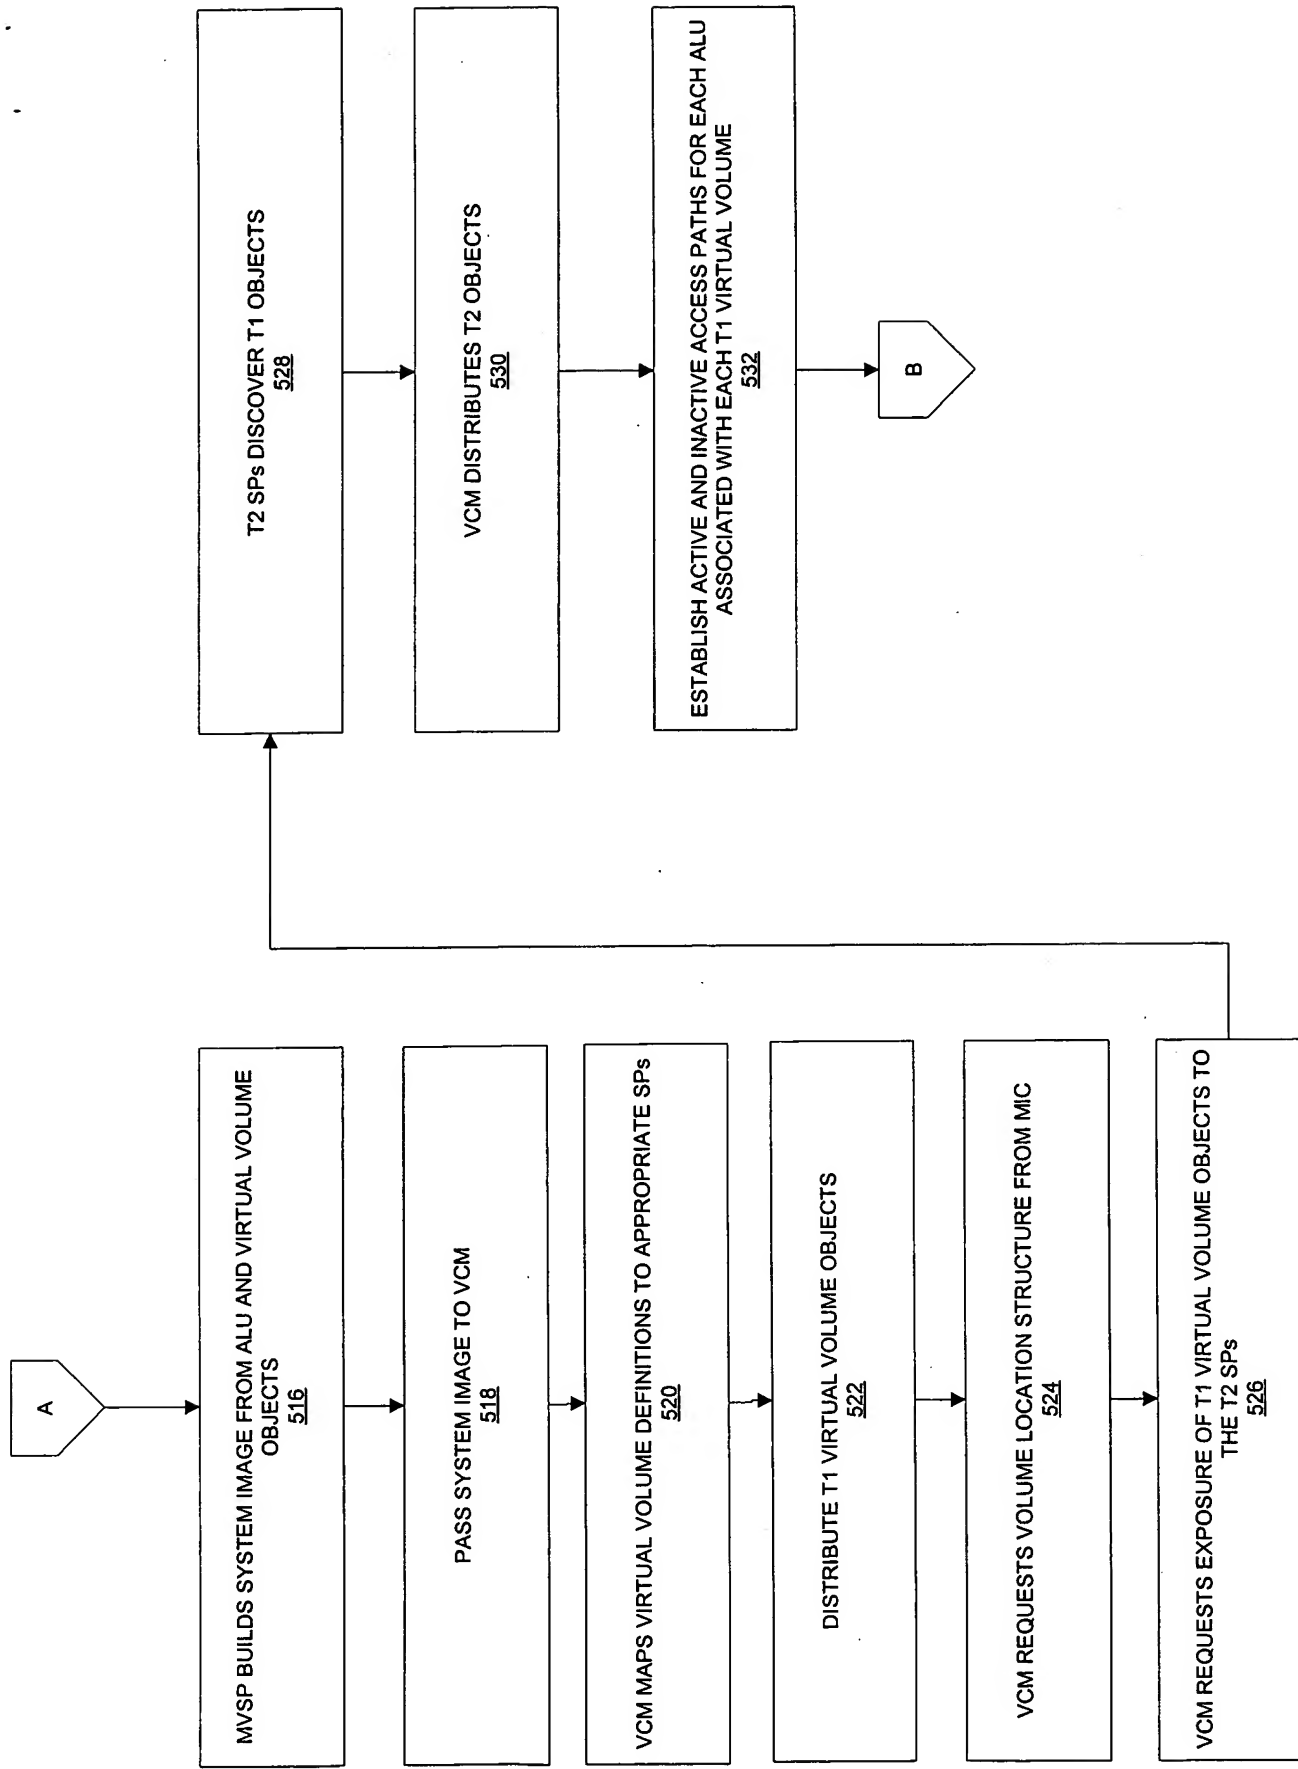 A
MVSP BUILDS SYSTEM IMAGE FROM ALU AND VIRTUAL VOLUME
OBJECTS
516
PASS SYSTEM IMAGE TO VCM
518
VCM MAPS VIRTUAL VOLUME DEFINITIONS TO APPROPRIATE SPs
520
DISTRIBUTE T1 VIRTUAL VOLUME OBJECTS
522
VCM REQUESTS VOLUME LOCATION STRUCTURE FROM MIC
524
VCM REQUESTS EXPOSURE OF T1 VIRTUAL VOLUME OBJECTS TO
THE T2 SPs
526
T2 SPs DISCOVER T1 OBJECTS
528
VCM DISTRIBUTES T2 OBJECTS
530
ESTABLISH ACTIVE AND INACTIVE ACCESS PATHS FOR EACH ALU
ASSOCIATED WITH EACH T1 VIRTUAL VOLUME
532
B